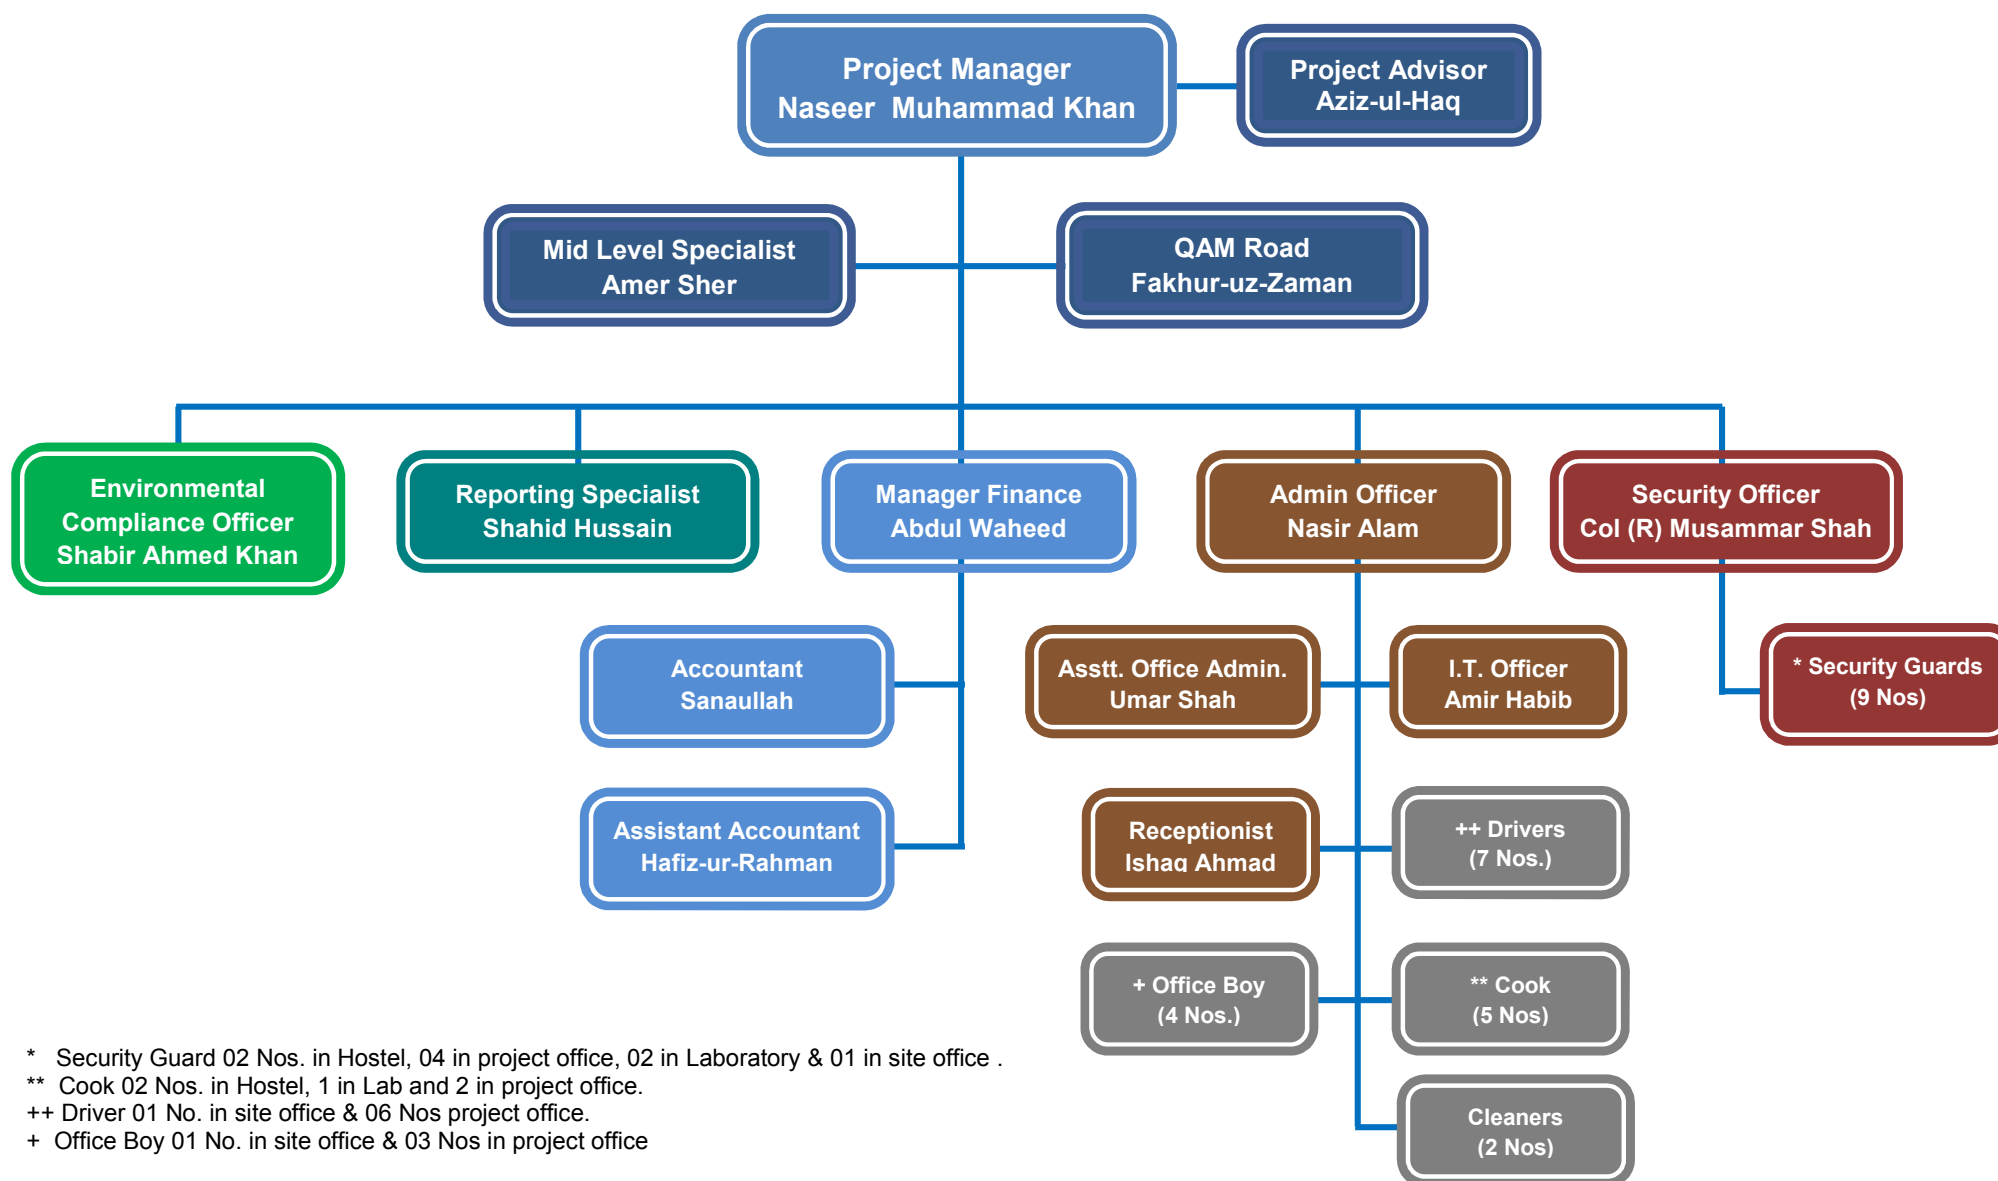 Project Manager
Naseer  Muhammad Khan
Project Advisor
Aziz-ul-Haq
Mid Level Specialist
Amer Sher
QAM Road
Fakhur-uz-Zaman
Environmental
Compliance Officer
Shabir Ahmed Khan
Reporting Specialist
Shahid Hussain
Manager Finance
Abdul Waheed
Admin Officer
Nasir Alam
Security Officer
Col (R) Musammar Shah
Accountant
Sanaullah
Asstt. Office Admin.
Umar Shah
I.T. Officer
Amir Habib
* Security Guards
(9 Nos)
Assistant Accountant
Hafiz-ur-Rahman
Receptionist
Ishaq Ahmad
++ Drivers
(7 Nos.)
+ Office Boy
(4 Nos.)
** Cook
(5 Nos)
Cleaners
(2 Nos)
*   Security Guard 02 Nos. in Hostel, 04 in project office, 02 in Laboratory & 01 in site office .
**  Cook 02 Nos. in Hostel, 1 in Lab and 2 in project office.
++ Driver 01 No. in site office & 06 Nos project office.
+  Office Boy 01 No. in site office & 03 Nos in project office